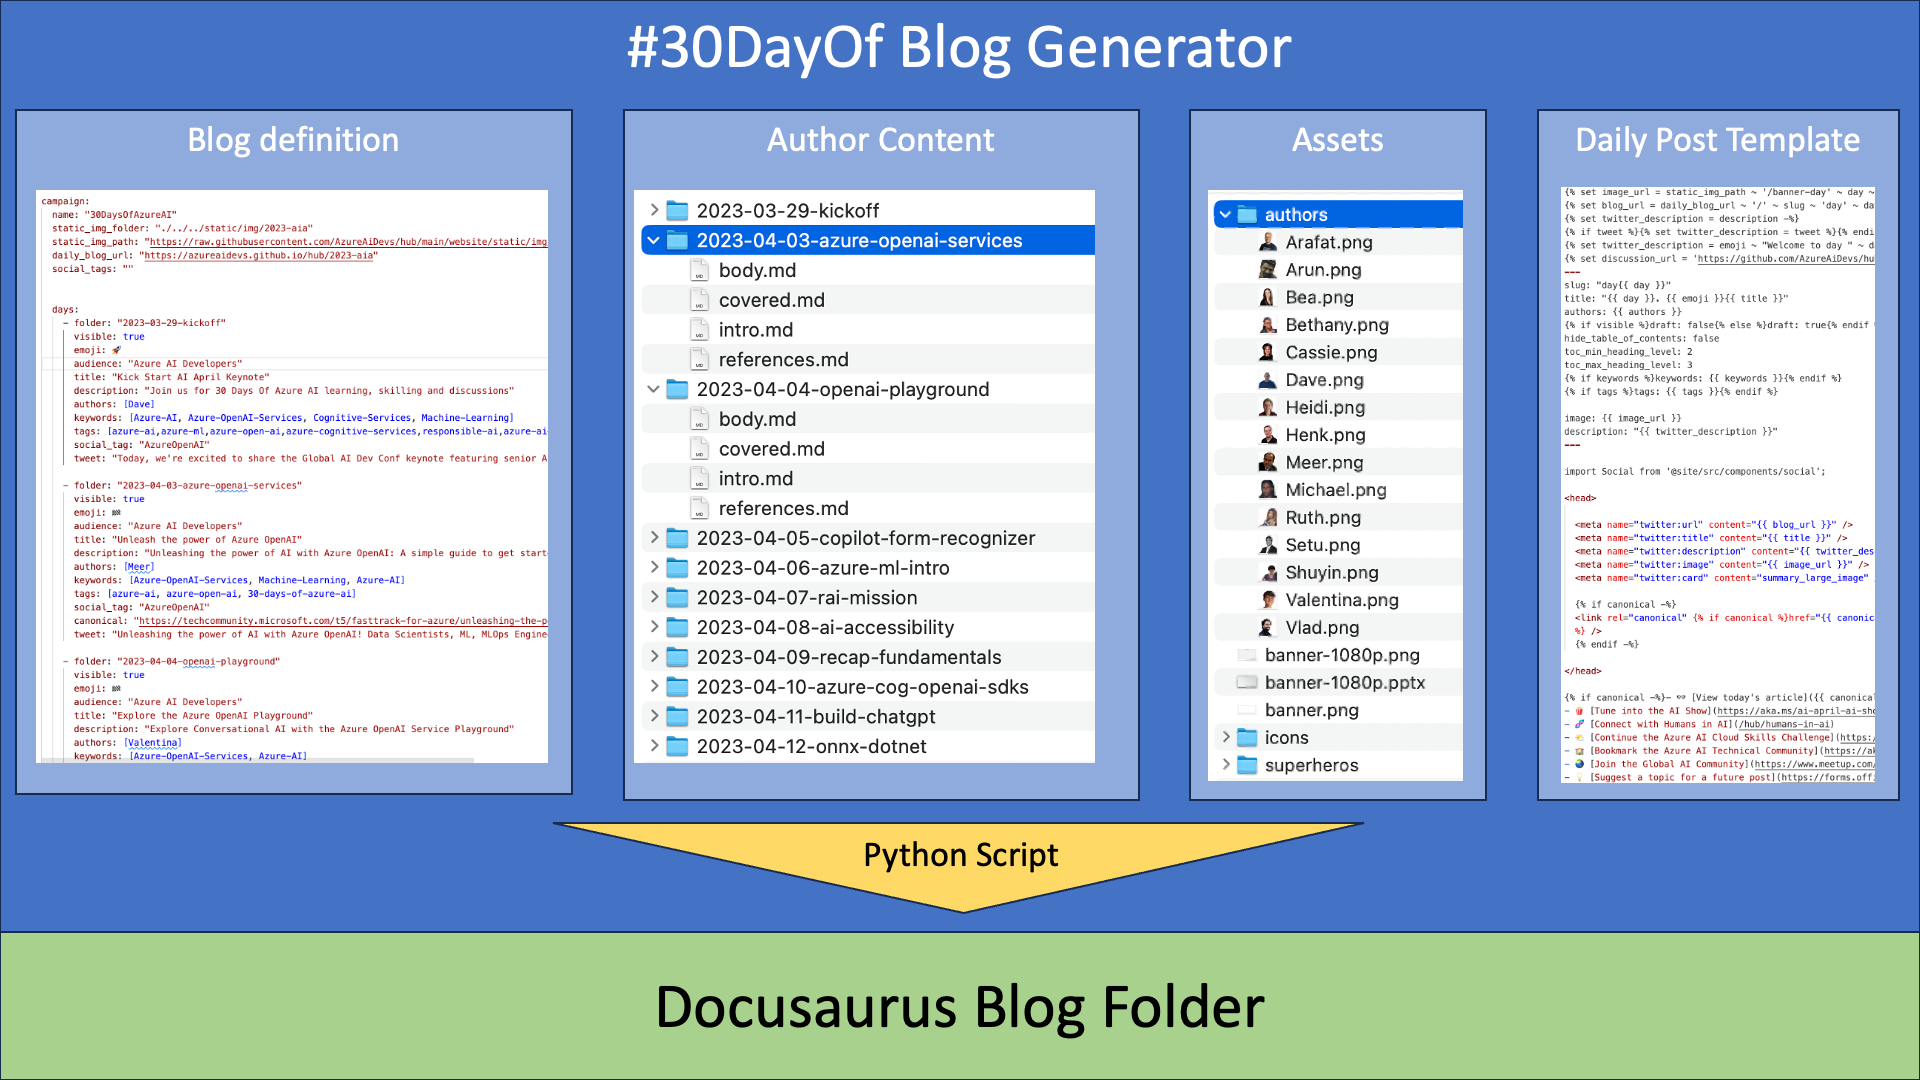 #30DayOf Blog Generator
Blog definition
campaign:
name: "30DaysOfAzureAI"
static_img_folder: "./../../static/img/2023-aia"
static_img_path: "https://raw.githubusercontent.com/AzureAiDevs/hub/main/website/static/img
daily_blog_url: "https://azureaidevs.github.io/hub/2023-aia"
social_tags: ""
days:
- folder: "2023-03-29-kickoff"
visible: true
emoji: 🚀
audience: "Azure AI Developers"
title: "Kick Start AI April Keynote"
description: "Join us for 30 Days Of Azure AI learning, skilling and discussions"
authors: [Dave]
keywords: [Azure-AI, Azure-OpenAI-Services, Cognitive-Services, Machine-Learning]
tags: [azure-ai,azure-ml,azure-open-ai,azure-cognitive-services,responsible-ai,azure-ai
social_tag: "AzureOpenAI"
tweet: "Today, we're excited to share the Global AI Dev Conf keynote featuring senior A
- folder: "2023-04-03-azure-openai-services"
visible: true
emoji: 🏁
audience: "Azure AI Developers"
title: "Unleash the power of Azure OpenAI"
description: "Unleashing the power of AI with Azure OpenAI: A simple guide to get start
authors: [Meer]
keywords: [Azure-OpenAI-Services, Machine-Learning, Azure-AI]
tags: [azure-ai, azure-open-ai, 30-days-of-azure-ai]
social_tag: "AzureOpenAI"
canonical: "https://techcommunity.microsoft.com/t5/fasttrack-for-azure/unleashing-the-p
tweet: "Unleashing the power of AI with Azure OpenAI! Data Scientists, ML, MLOps Engine
- folder: "2023-04-04-openai-playground"
visible: true
emoji: 🏁
audience: "Azure AI Developers"
title: "Explore the Azure OpenAI Playground"
description: "Explore Conversational AI with the Azure OpenAI Service Playground"
authors: [Valentina]
keywords: [Azure-OpenAI-Services, Azure-AI]
Author Content
2023-03-29-kickoff
2023-04-03-azure-openai-services
body.md
covered.md
intro.md
references.md
2023-04-04-openai-playground
body.md
covered.md
intro.md
references.md
2023-04-05-copilot-form-recognizer
2023-04-06-azure-ml-intro
2023-04-07-rai-mission
2023-04-08-ai-accessibility
2023-04-09-recap-fundamentals
2023-04-10-azure-cog-openai-sdks
2023-04-11-build-chatgpt
2023-04-12-onnx-dotnet
Assets
authors
Arafat.png
Arun.png
Bea.png
Bethany.png
Cassie.png
Dave.png
Heidi.png
Henk.png
Meer.png
Michael.png
Ruth.png
Setu.png
Shuyin.png
Valentina.png
Vlad.png
banner-1080p.png
banner-1080p.pptx
banner.png
icons
superheros
Daily Post Template
{% set image_url = static_img_path ~ '/banner-day' ~ day ~
{% set blog_url = daily_blog_url ~ '/' ~ slug ~ 'day' ~ da
{% set twitter_description = description -%}
{% if tweet %}{% set twitter_description = tweet %}{% endi
{% set twitter_description = emoji ~ "Welcome to day " ~ d
{% set discussion_url = 'https://github.com/AzureAiDevs/hu
---
slug: "day{{ day }}"
title: "{{ day }}. {{ emoji }}{{ title }}"
authors: {{ authors }}
{% if visible %}draft: false{% else %}draft: true{% endif
hide_table_of_contents: false
toc_min_heading_level: 2
toc_max_heading_level: 3
{% if keywords %}keywords: {{ keywords }}{% endif %}
{% if tags %}tags: {{ tags }}{% endif %}
image: {{ image_url }}
description: "{{ twitter_description }}"
---
import Social from '@site/src/components/social';
<head>
<meta name="twitter:url" content="{{ blog_url }}" />
<meta name="twitter:title" content="{{ title }}" />
<meta name="twitter:description" content="{{ twitter_des
<meta name="twitter:image" content="{{ image_url }}" />
<meta name="twitter:card" content="summary_large_image"
{% if canonical -%}
<link rel="canonical" {% if canonical %}href="{{ canonic
%} />
{% endif -%}
</head>
{% if canonical -%}- 👓 [View today's article]({{ canonical
- 🍿 [Tune into the AI Show](https://aka.ms/ai-april-ai-sho
- 🧬 [Connect with Humans in AI](/hub/humans-in-ai)
- 🌤️ [Continue the Azure AI Cloud Skills Challenge](https:/
- 🏫 [Bookmark the Azure AI Technical Community](https://ak
- 🌏 [Join the Global AI Community](https://www.meetup.com/
- 💡 [Suggest a topic for a future post](https://forms.offi
Python Script
Docusaurus Blog Folder